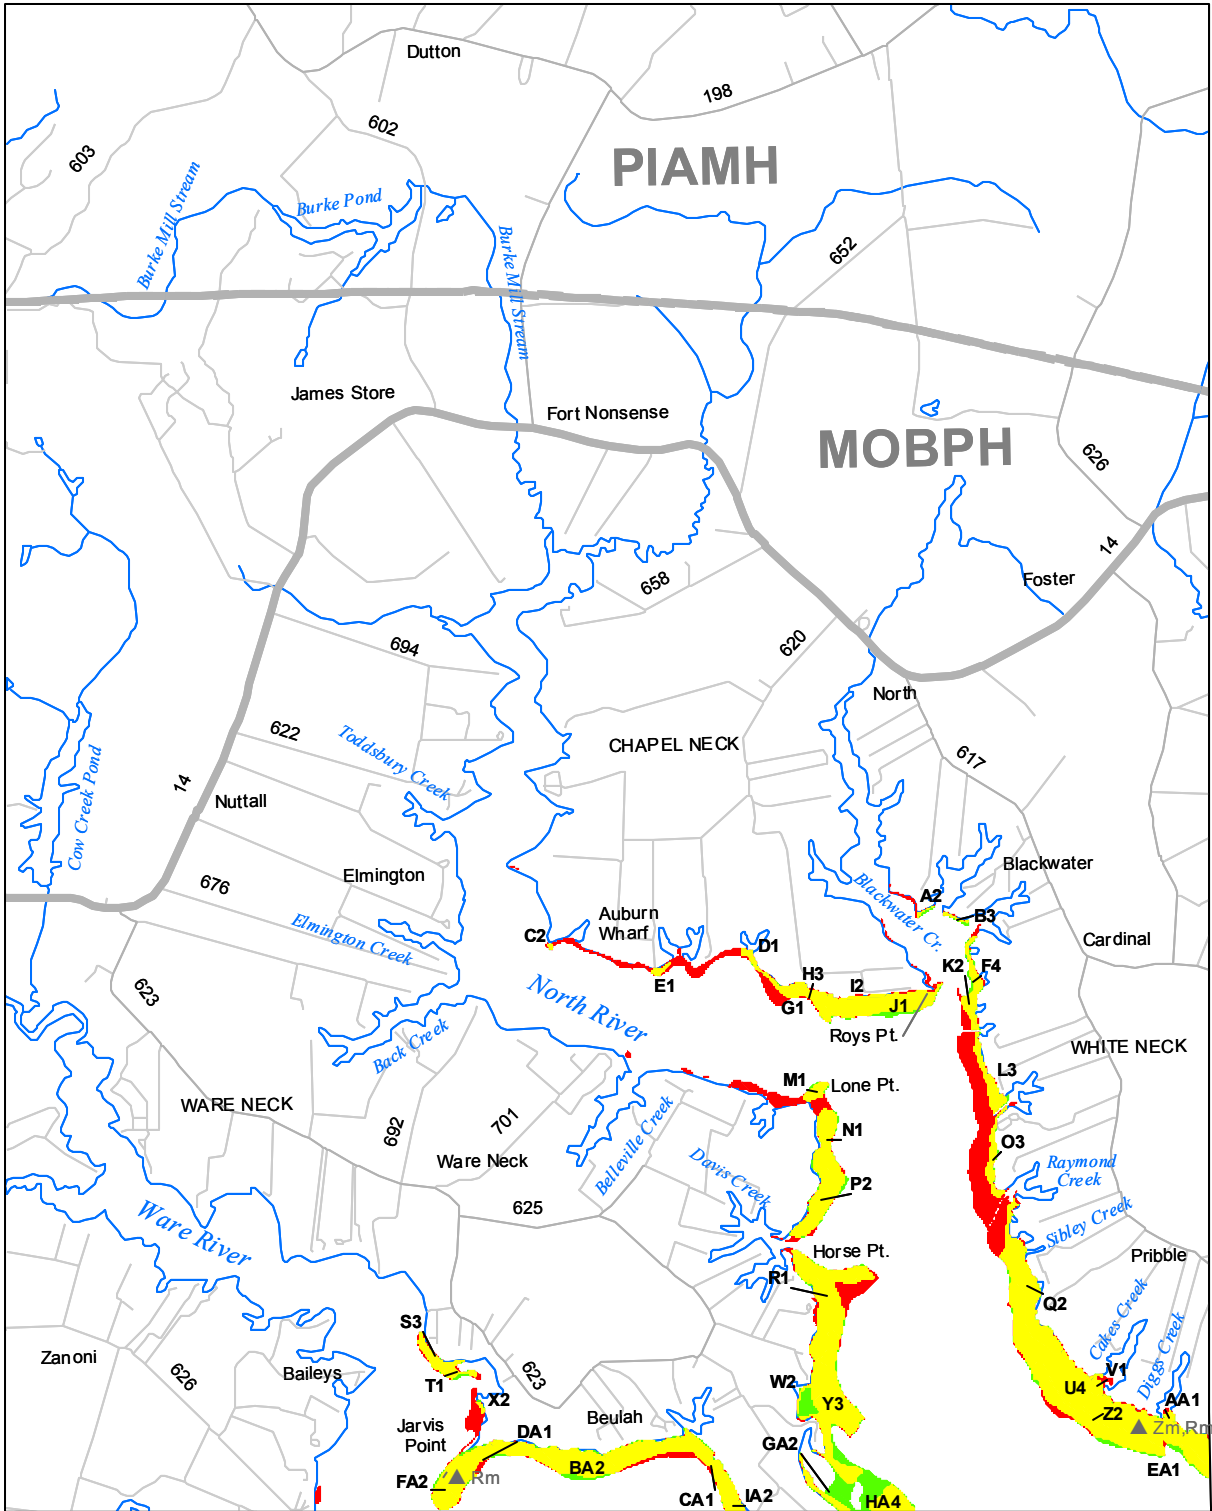 Dutton
198
602
603
PIAMH
Burke Mill Stream
Burke Pond
Burke Mill Stream
652
James Store
Fort Nonsense
MOBPH
626
14
Foster
658
694
620
North
622
Toddsbury Creek
CHAPEL NECK
617
14
Nuttall
Cow Creek Pond
676
Elmington
Blackwater
Blackwater Cr.
A2
B3
Auburn
Wharf
Elmington Creek
C2
D1
Cardinal
E1
H3
I2
K2
F4
623
North River
G1
J1
Roys Pt.
Back Creek
WHITE NECK
L3
M1
Lone Pt.
WARE NECK
692
701
N1
O3
Ware Neck
Belleville Creek
Davis Creek
P2
Raymond
Creek
625
Ware River
Sibley Creek
Horse Pt.
Pribble
R1
Q2
S3
Cakes Creek
Diggs Creek
Zanoni
626
Baileys
T1
623
W2
V1
U4
X2
Y3
Z2
AA1
Jarvis
Point
Beulah
DA1
Zm,Rm
GA2
BA2
EA1
FA2
Rm
CA1
IA2
HA4